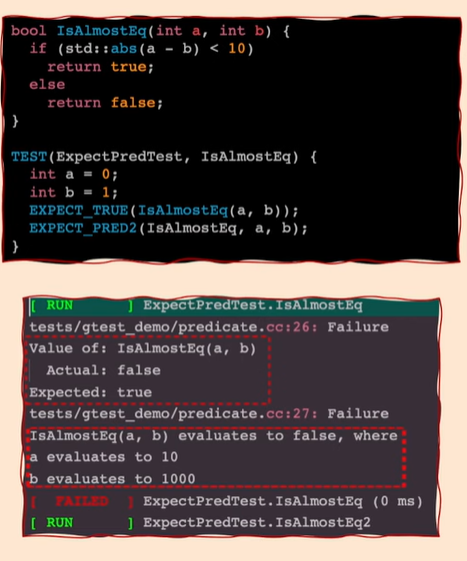 bool IsAlmostEq(int a, int b) {
  if (std::abs(a - b) < 10)
    return true;
  else
    return false;
}
TEST(ExpectPredTest, IsAlmostEq) {
  int a = 0;
  int b = 1;
  EXPECT_TRUE(IsAlmostEq(a, b));
  EXPECT_PRED2(IsAlmostEq, a, b);
}
[ RUN      ] ExpectPredTest.IsAlmostEq
tests/gtest_demo/predicate.cc:26: Failure
Value of: IsAlmostEq(a, b)
  Actual: false
Expected: true
tests/gtest_demo/predicate.cc:27: Failure
IsAlmostEq(a, b) evaluates to false, where
a evaluates to 10
b evaluates to 1000
[  FAILED  ] ExpectPredTest.IsAlmostEq (0 ms)
[ RUN      ] ExpectPredTest.IsAlmostEq2